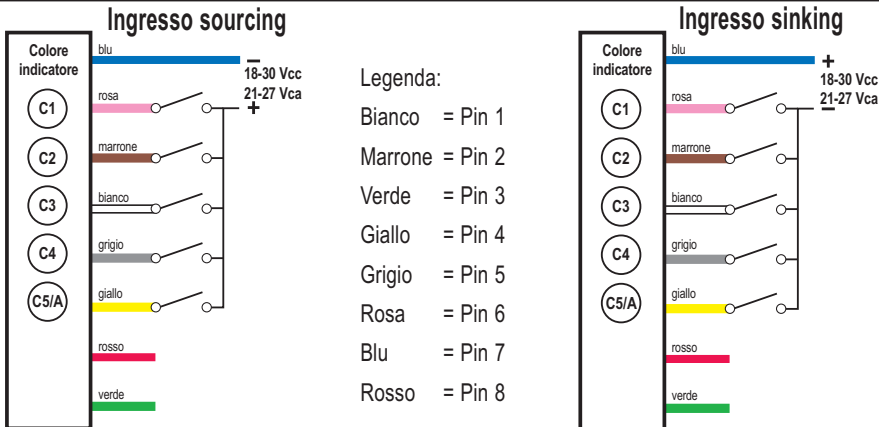 Ingresso sourcing
Colore
indicatore
blu
–
18-30 Vcc
21-27 Vca
+
C1
rosa
C2
marrone
C3
bianco
C4
grigio
C5/A
giallo
rosso
verde
Legenda:
Bianco = Pin 1
Marrone = Pin 2
Verde = Pin 3
Giallo = Pin 4
Grigio = Pin 5
Rosa = Pin 6
Blu = Pin 7
Rosso = Pin 8
Ingresso sinking
Colore
indicatore
blu
+
18-30 Vcc
21-27 Vca
–
C1
rosa
C2
marrone
C3
bianco
C4
grigio
C5/A
giallo
rosso
verde